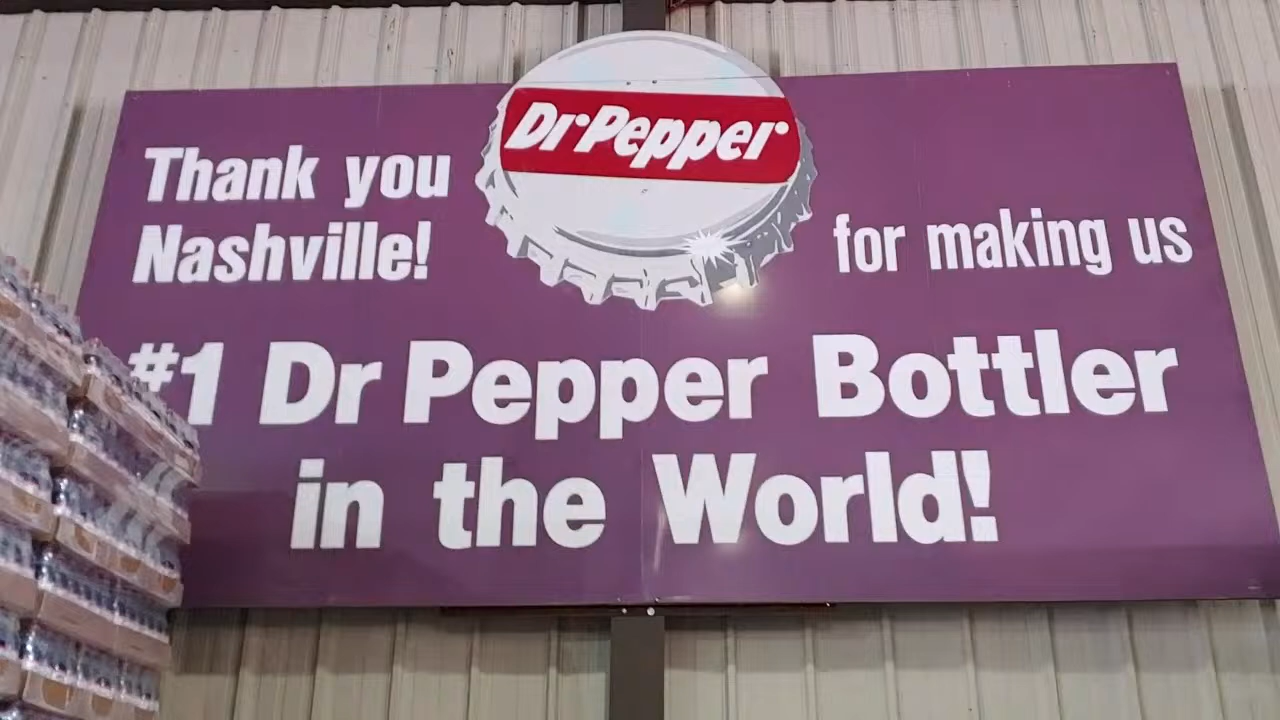 Dr Pepper
Thank you
Nashville!
for making us
#1 Dr Pepper Bottler
in the World!